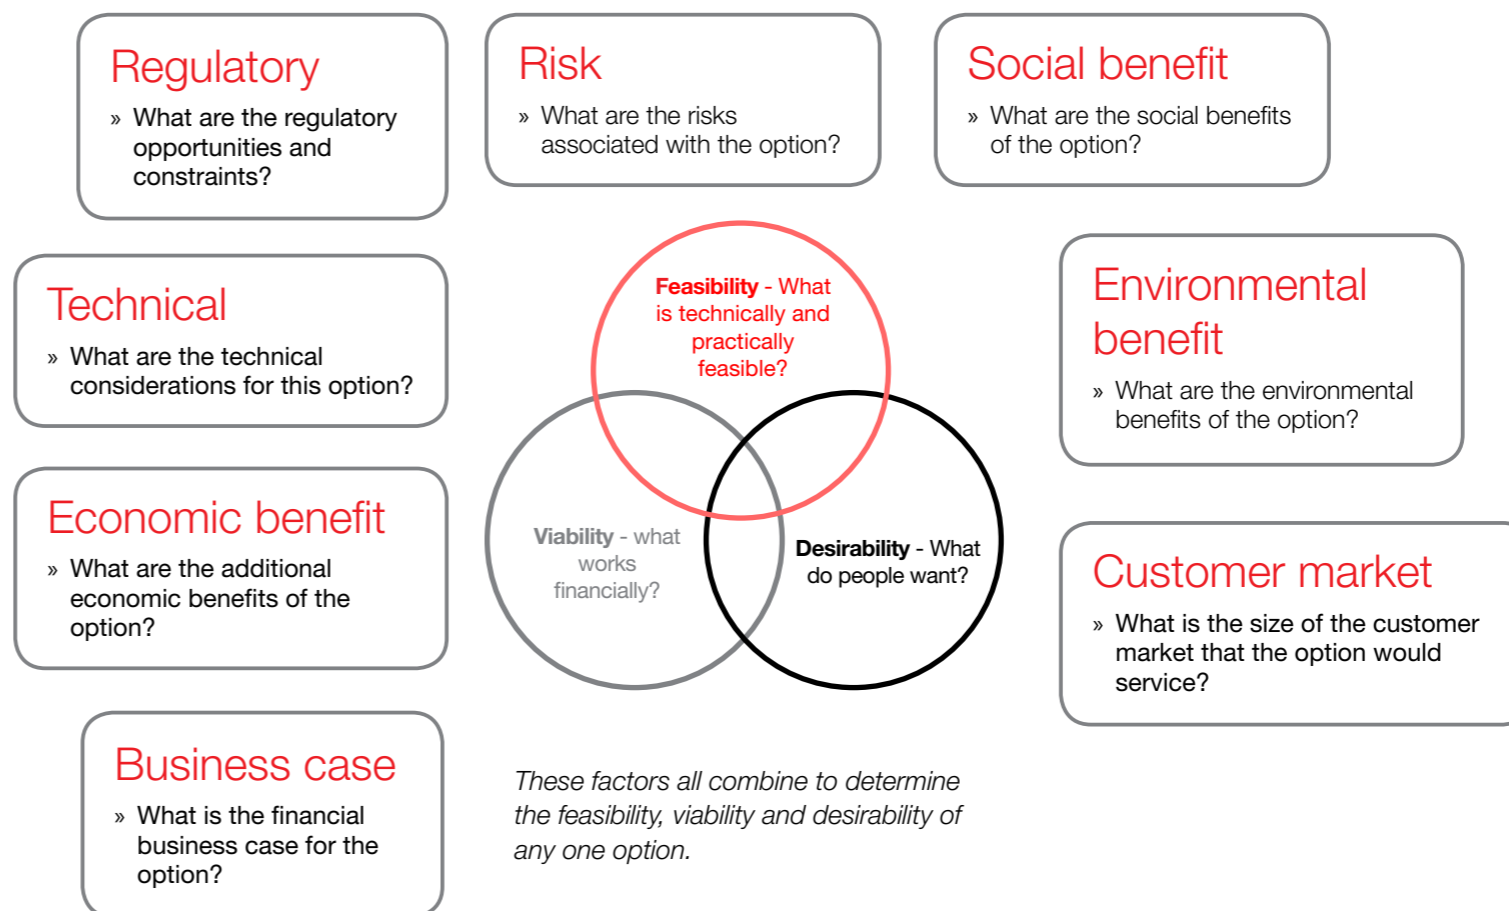 Regulatory
» What are the regulatory
opportunities and
constraints?
Risk
» What are the risks
associated with the option?
Social benefit
» What are the social benefits
of the option?
Technical
» What are the technical
considerations for this option?
Feasibility - What
is technically and
practically
feasible?
Environmental
benefit
» What are the environmental
benefits of the option?
Economic benefit
» What are the additional
economic benefits of the
option?
Viability - what
works
financially?
Desirability - What
do people want?
Customer market
» What is the size of the customer
market that the option would
service?
Business case
» What is the financial
business case for the
option?
These factors all combine to determine
the feasibility, viability and desirability of
any one option.